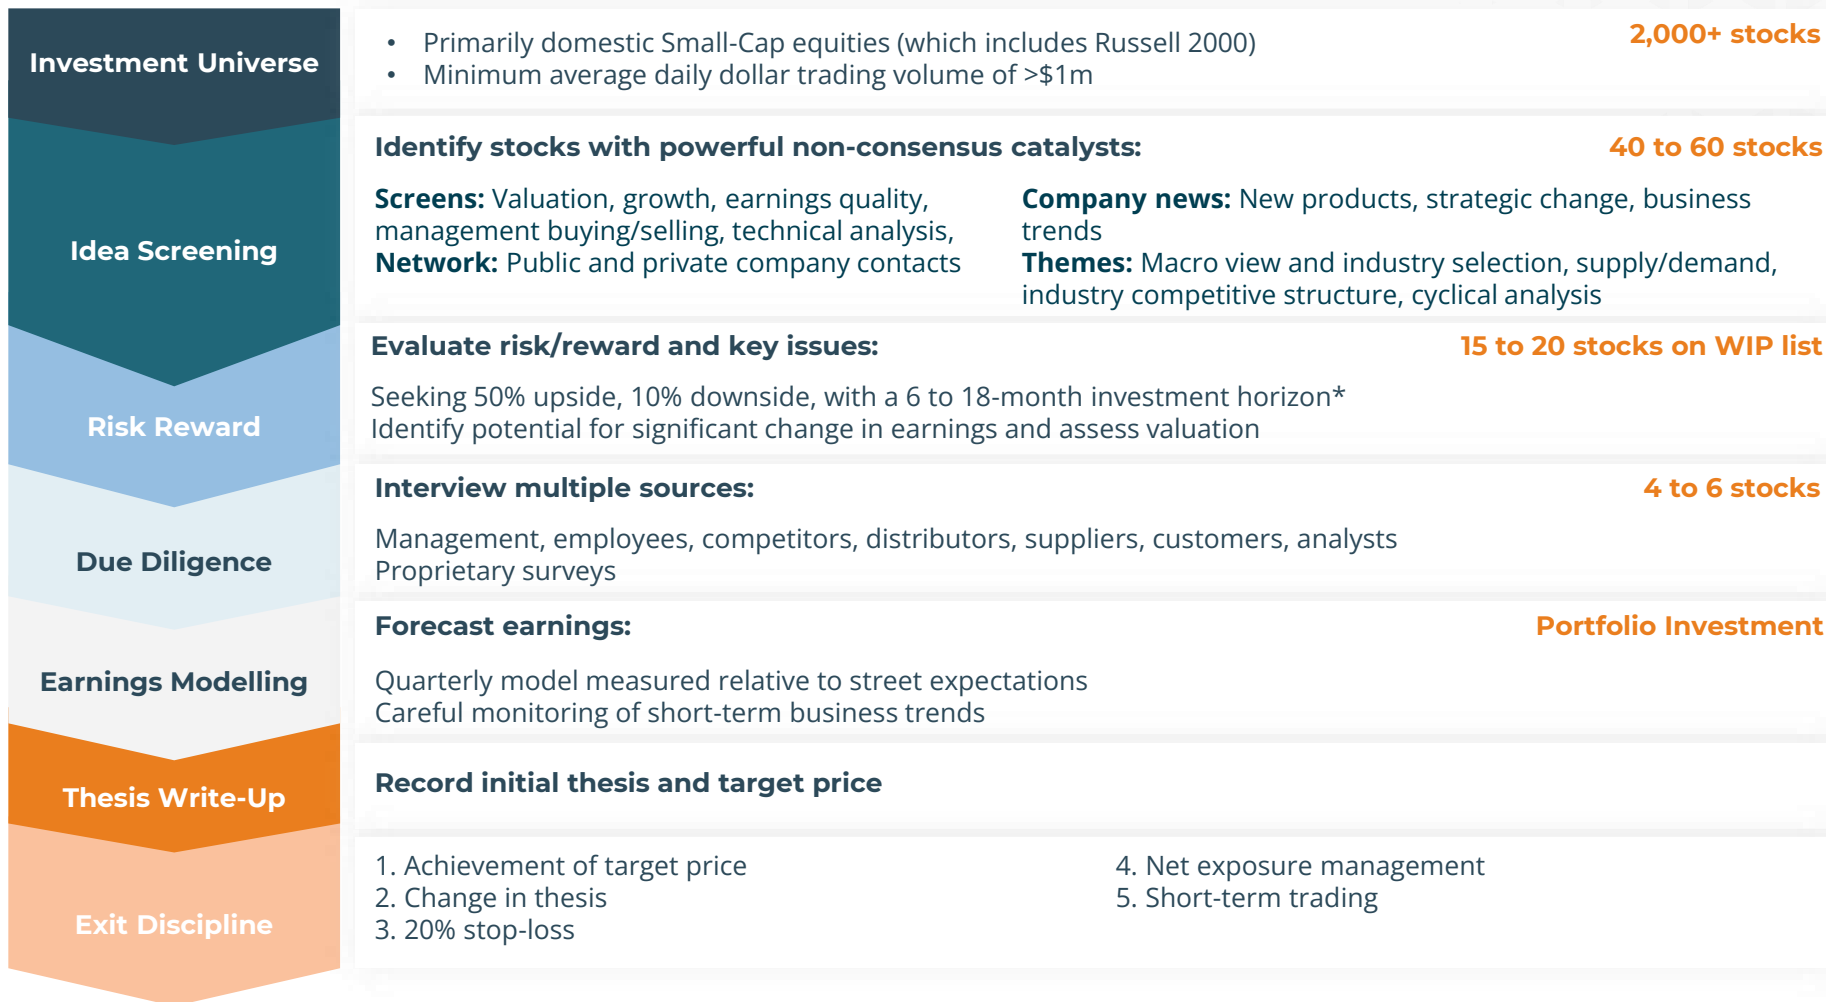 Investment Universe
• Primarily domestic Small-Cap equities (which includes Russell 2000)
• Minimum average daily dollar trading volume of >$1m
2,000+ stocks
Idea Screening
Identify stocks with powerful non-consensus catalysts:
40 to 60 stocks
Screens: Valuation, growth, earnings quality,
management buying/selling, technical analysis,
Network: Public and private company contacts
Company news: New products, strategic change, business
trends
Themes: Macro view and industry selection, supply/demand,
industry competitive structure, cyclical analysis
Risk Reward
Evaluate risk/reward and key issues:
15 to 20 stocks on WIP list
Seeking 50% upside, 10% downside, with a 6 to 18-month investment horizon*
Identify potential for significant change in earnings and assess valuation
Due Diligence
Interview multiple sources:
4 to 6 stocks
Management, employees, competitors, distributors, suppliers, customers, analysts
Proprietary surveys
Earnings Modelling
Forecast earnings:
Portfolio Investment
Quarterly model measured relative to street expectations
Careful monitoring of short-term business trends
Thesis Write-Up
Record initial thesis and target price
Exit Discipline
1. Achievement of target price
2. Change in thesis
3. 20% stop-loss
4. Net exposure management
5. Short-term trading